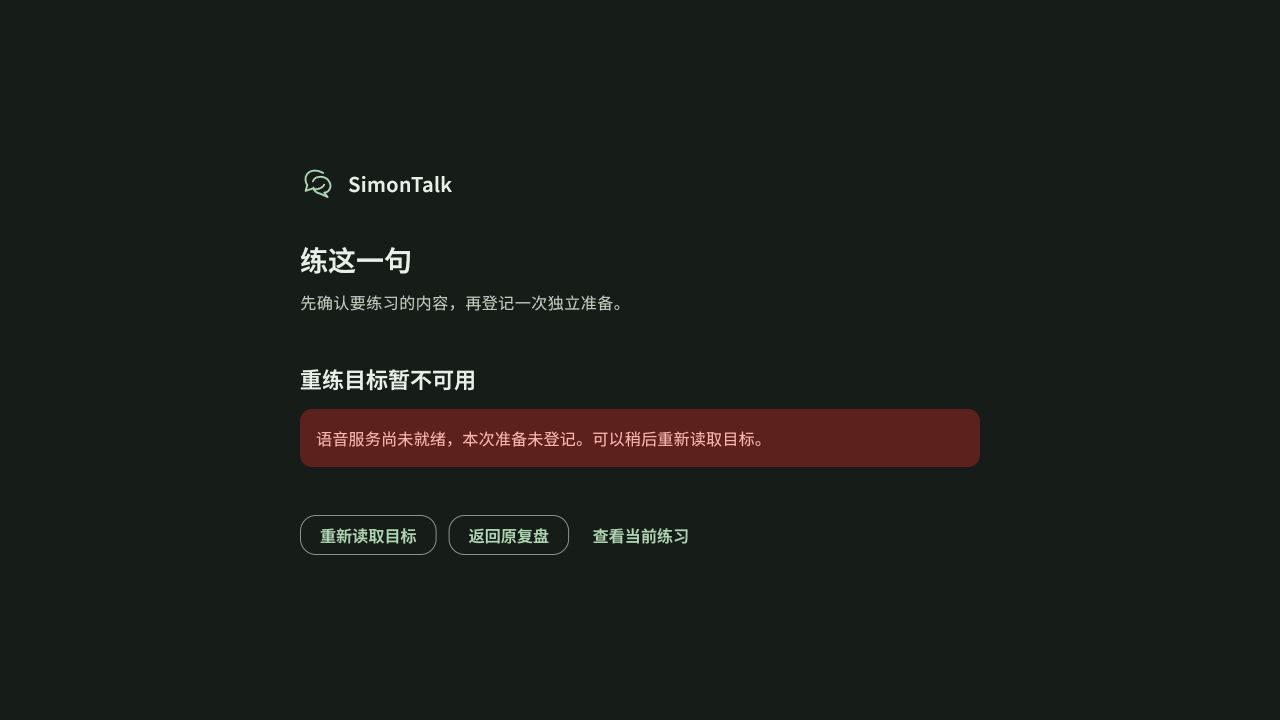 SimonTalk
练这一句
先确认要练习的内容，再登记一次独立准备。
重练目标暂不可用
语音服务尚未就绪，本次准备未登记。可以稍后重新读取目标。
重新读取目标 返回原复盘 查看当前练习